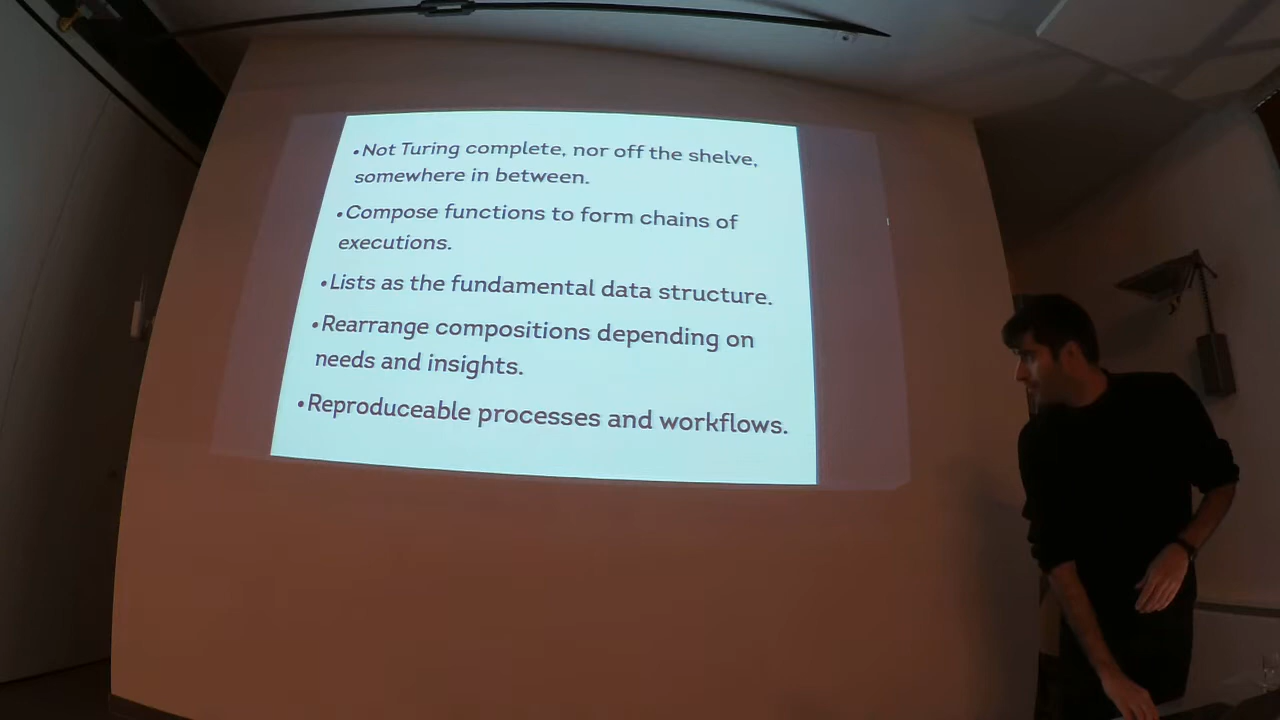 •Not Turing complete, nor off the shelve,
somewhere in between.
•Compose functions to form chains of
executions.
•Lists as the fundamental data structure.
•Rearrange compositions depending on
needs and insights.
•Reproduceable processes and workflows.